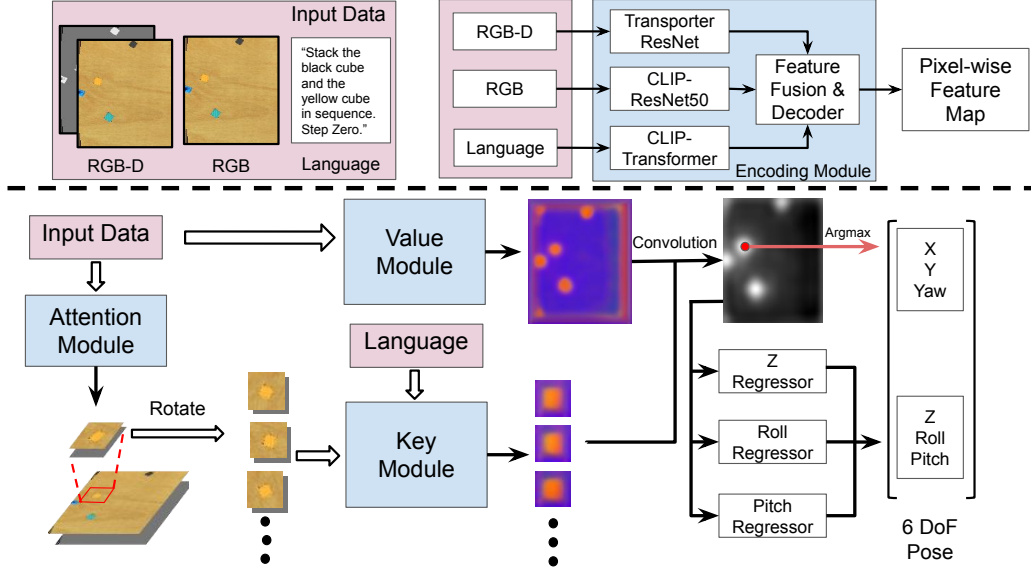 Input Data
"Stack the
black cube
and the
yellow cube
in sequence.
Step Zero."
RGB-D
RGB
Language
RGB-D
RGB
Language
Transporter
ResNet
CLIP-
ResNet50
CLIP-
Transformer
Feature
Fusion &
Decoder
Encoding Module
Pixel-wise
Feature
Map
Input Data
Attention
Module
Rotate
Value
Module
Language
Key
Module
Convolution
Argmax
X
Y
Yaw
Z
Regressor
Roll
Regressor
Pitch
Regressor
Z
Roll
Pitch
6 DoF
Pose